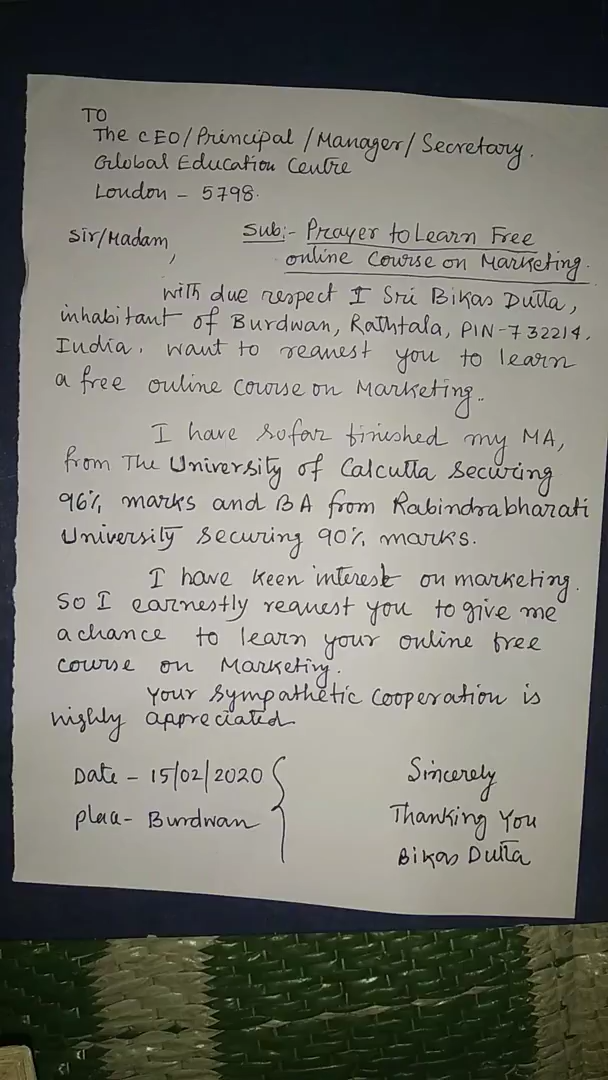 TO
The CEO/Principal/Manager/Secretary.
Global Education Centre
London - 5798.
Sir/Madam,
Sub:- Prayer to Learn Free
online Course on Marketing.
with due respect I Sri Bikas Dutta,
inhabitant of Burdwan, Rathtala, PIN-732214,
India. want to request you to learn
a free online course on Marketing..
I have sofar finished my MA,
from The University of Calcutta Securing
96% marks and BA from Rabindrabharati
University securing 90% marks.
I have keen interest on marketing.
So I earnestly request you to give me
a chance to learn your online free
course on Marketing.
Your Sympathetic Cooperation is
highly appreciated
Date - 15/02/2020
Place- Burdwan
Sincerely
Thanking You
Bikas Dutta